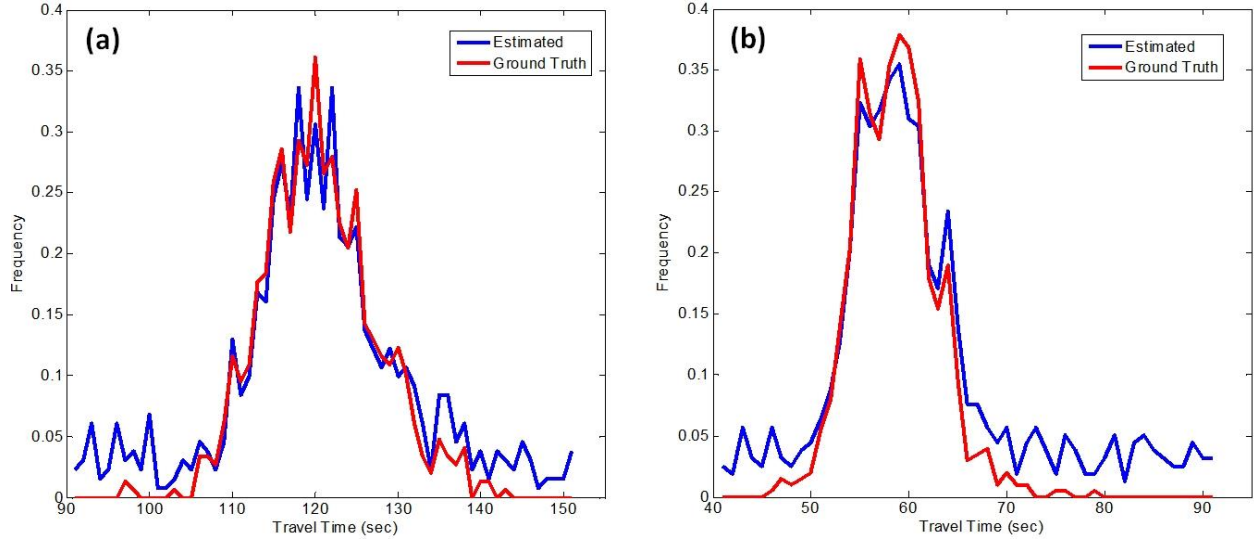 (a)
Estimated
Ground Truth
0.4
0.35
0.3
0.25
0.2
0.15
0.1
0.05
0
Frequency
90 100 110 120 130 140 150
Travel Time (sec)
(b)
Estimated
Ground Truth
0.4
0.35
0.3
0.25
0.2
0.15
0.1
0.05
0
Frequency
40 50 60 70 80 90
Travel Time (sec)